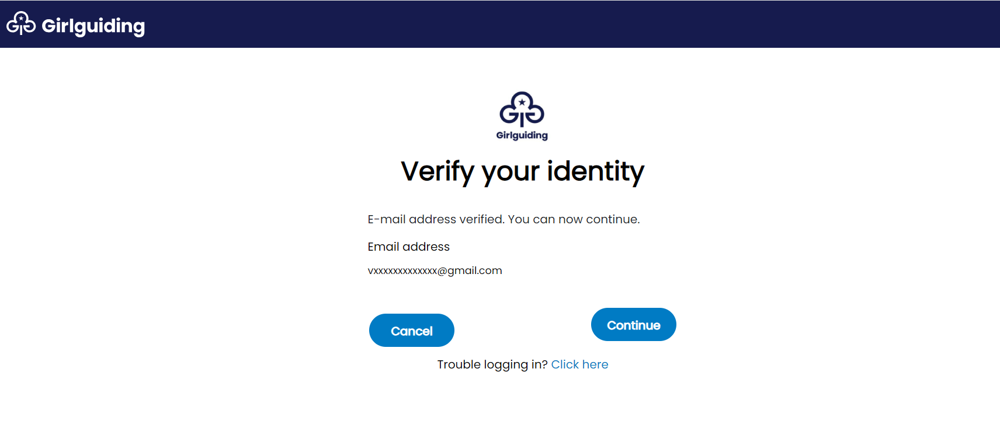 Girlguiding
Girlguiding
Verify your identity
E-mail address verified. You can now continue.
Email address
vxxxxxxxxxxxxxx@gmail.com
Cancel
Continue
Trouble logging in? Click here